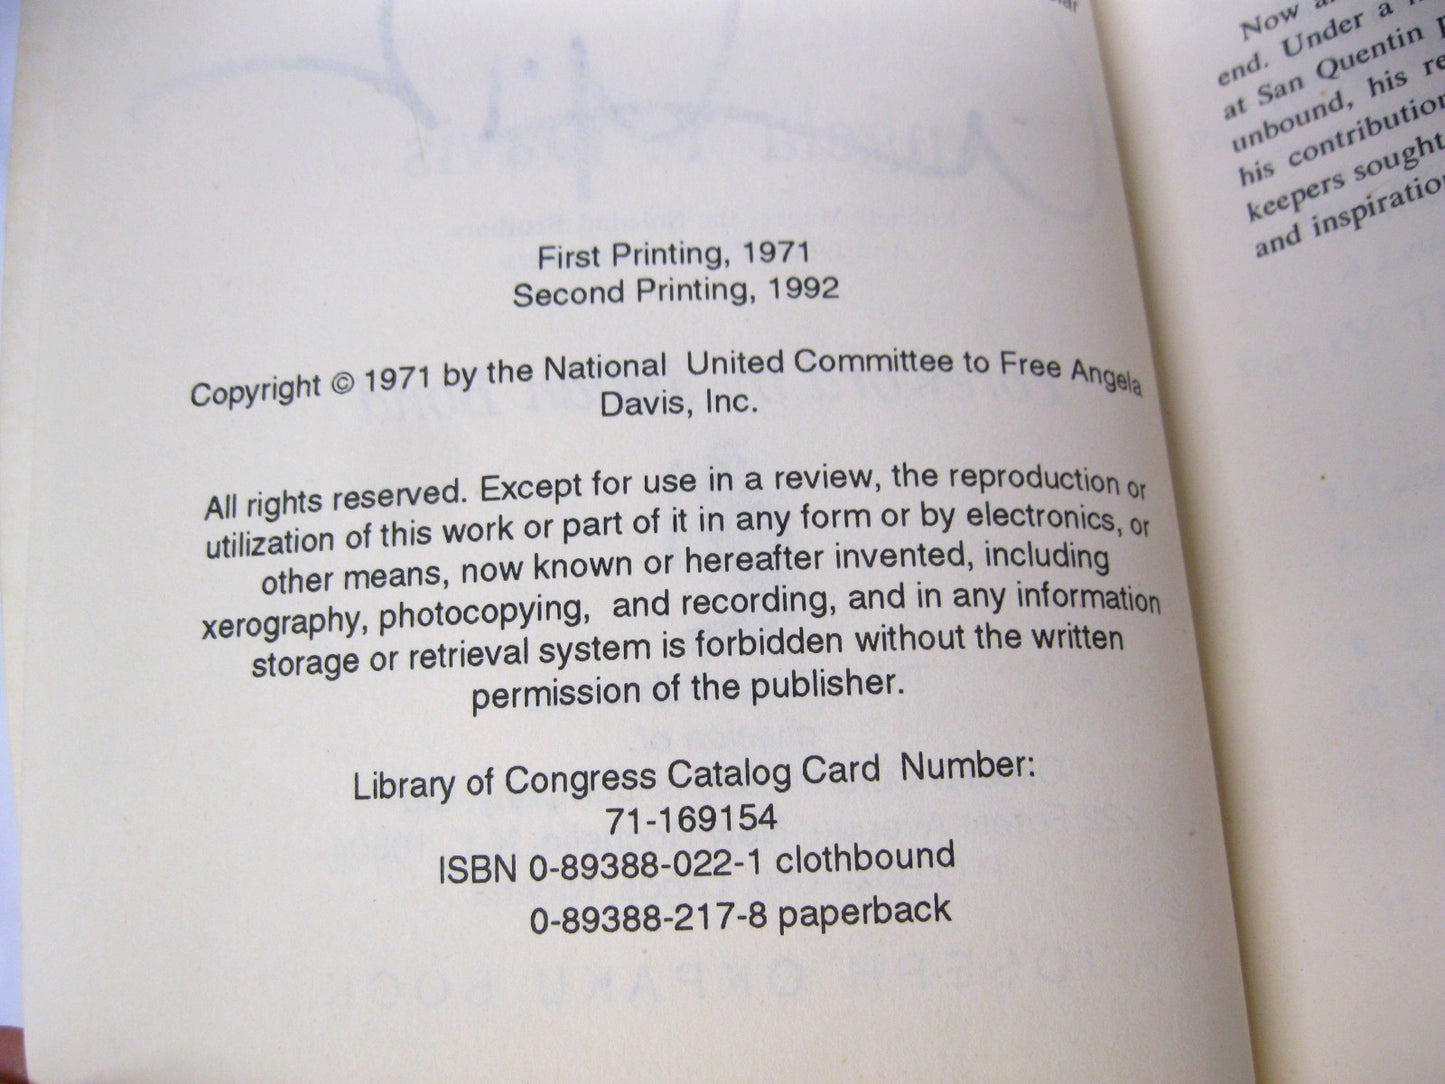 First Printing, 1971
Second Printing, 1992
Copyright © 1971 by the National United Committee to Free Angela
Davis, Inc.
All rights reserved. Except for use in a review, the reproduction or
utilization of this work or part of it in any form or by electronics, or
other means, now known or hereafter invented, including
xerography, photocopying, and recording, and in any information
storage or retrieval system is forbidden without the written
permission of the publisher.
Library of Congress Catalog Card Number:
71-169154
ISBN 0-89388-022-1 clothbound
0-89388-217-8 paperback
Now
end. Under a
at San Quentin
unbound, his
his contribution
keepers sought
and inspiration